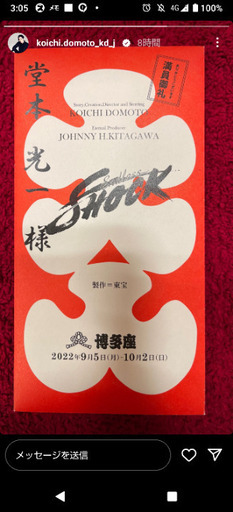 3:05
4G 100%
koichi.domoto_kd_j 8時間
満員御礼
堂本光一様
Story,Creation,Director and Starring
KOICHI DOMOTO
Eternal Producer
JOHNNY H.KITAGAWA
Endless
SHOCK
製作 東宝
博多座
2022年9月5日(月)-10月2日(日)
メッセージを送信